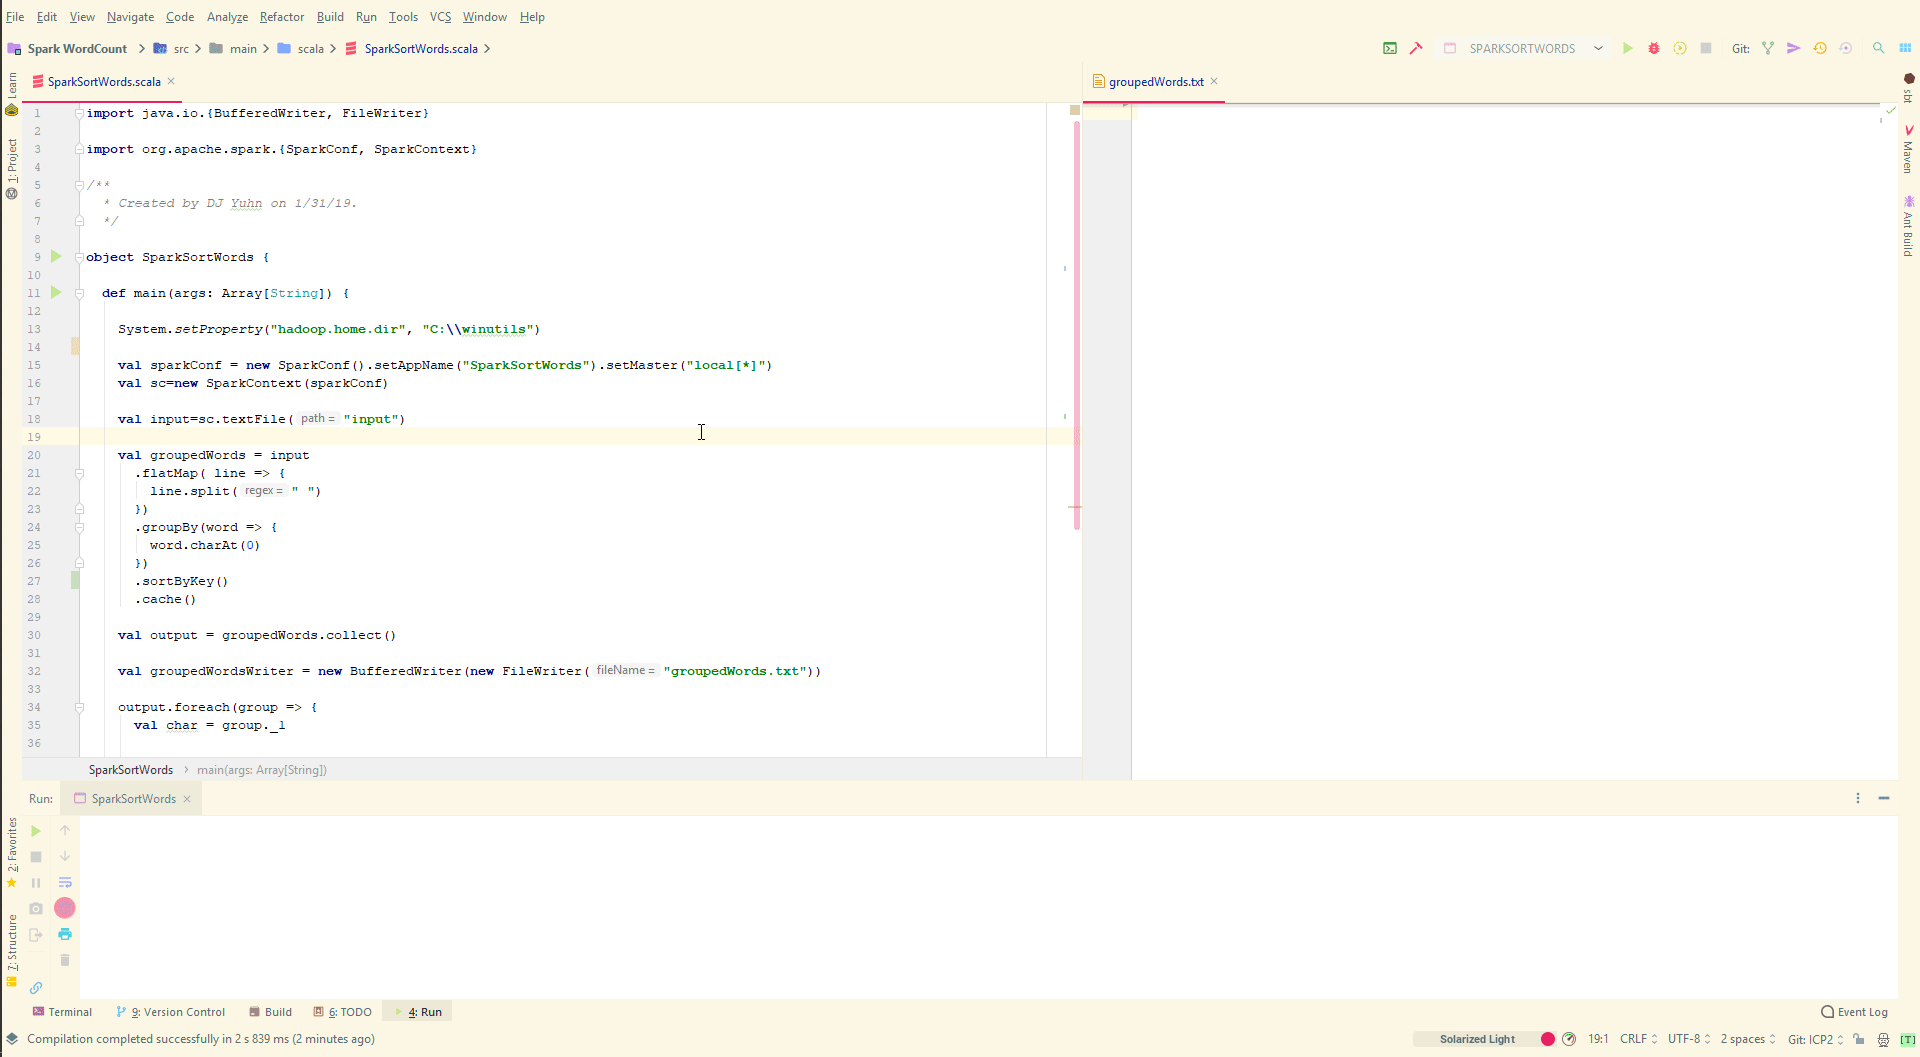 File Edit View Navigate Code Analyze Refactor Build Run Tools VCS Window Help
Spark WordCount src main scala SparkSortWords.scala
SPARKSORTWORDS Git:
Learn
1: Project
SparkSortWords.scala
1 import java.io.{BufferedWriter, FileWriter}
2
3 import org.apache.spark.{SparkConf, SparkContext}
4
5 /**
6 * Created by DJ Yuhn on 1/31/19.
7 */
8
9 object SparkSortWords {
10
11 def main(args: Array[String]) {
12
13 System.setProperty("hadoop.home.dir", "C:\\winutils")
14
15 val sparkConf = new SparkConf().setAppName("SparkSortWords").setMaster("local[*]")
16 val sc=new SparkContext(sparkConf)
17
18 val input=sc.textFile( path = "input")
19
20 val groupedWords = input
21 .flatMap( line => {
22 line.split( regex = " ")
23 })
24 .groupBy(word => {
25 word.charAt(0)
26 })
27 .sortByKey()
28 .cache()
29
30 val output = groupedWords.collect()
31
32 val groupedWordsWriter = new BufferedWriter(new FileWriter( fileName = "groupedWords.txt"))
33
34 output.foreach(group => {
35 val char = group._1
36
SparkSortWords main(args: Array[String])
groupedWords.txt
sbt
Maven
Ant Build
Run: SparkSortWords
2: Favorites
7: Structure
Terminal 9: Version Control Build 6: TODO 4: Run Event Log
Compilation completed successfully in 2 s 839 ms (2 minutes ago) Solarized Light 19:1 CRLF UTF-8 2 spaces Git: ICP2 [T]